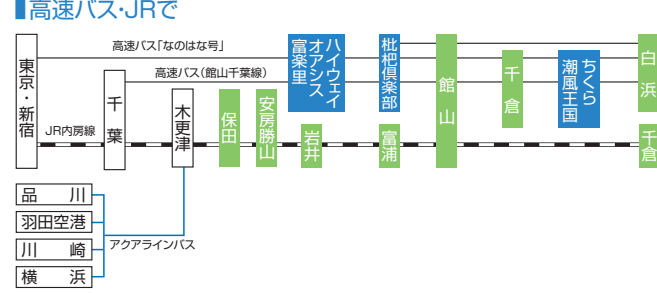 ■高速バス・JRで
高速バス「なのはな号」
高速バス（館山千葉線）
JR内房線
東京・新宿
千葉
木更津
保田
安房勝山
ハイウェイ
オアシス
富楽里
岩井
枇杷倶楽部
富浦
館山
千倉
ちくら
潮風王国
白浜
千倉
品川
羽田空港
川崎
横浜
アクアラインバス